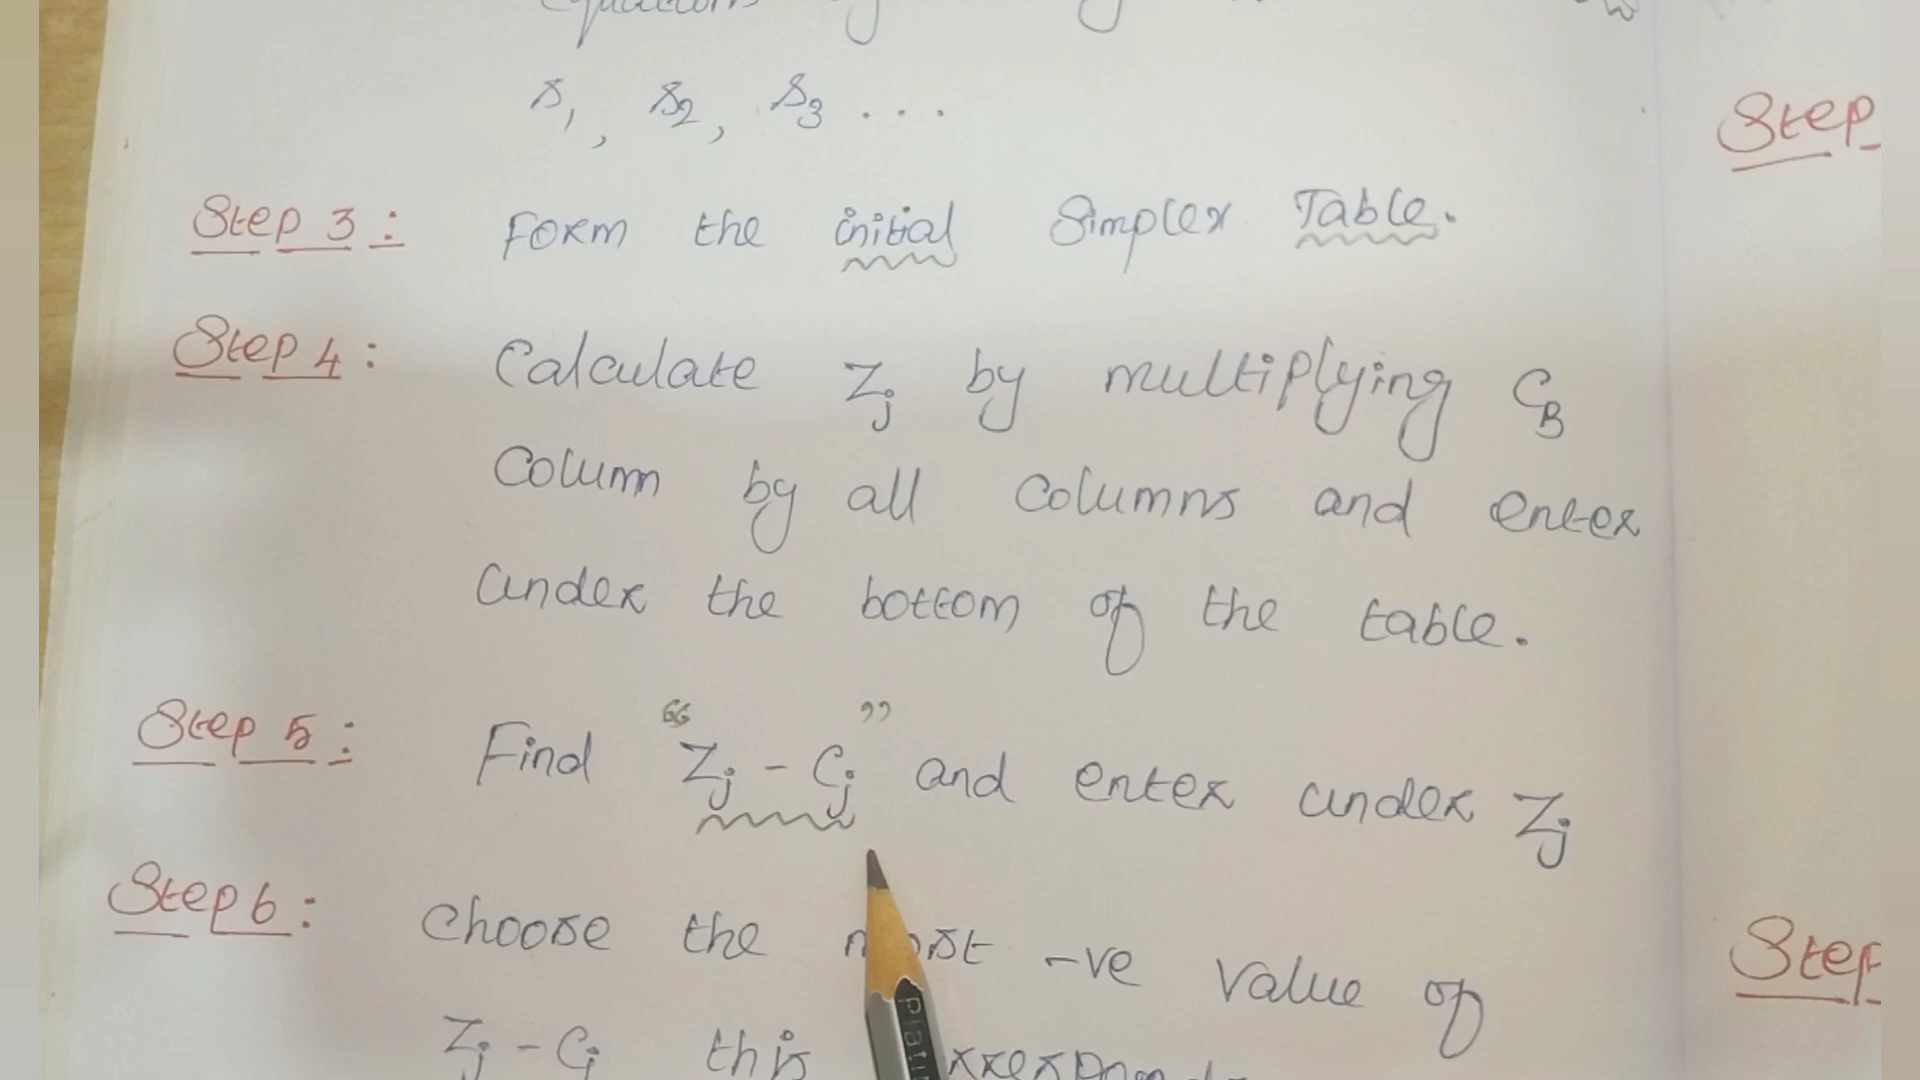 S1, S2, S3 ...
Step 3: Form the initial Simplex Table.
Step 4: Calculate Zj by multiplying CB
Column by all Columns and enter
under the bottom of the table.
Step 5: Find "Zj - Cj" and enter under Zj
Step 6: Choose the most -ve Value of
Zj - Cj this
Step
Step
Plati